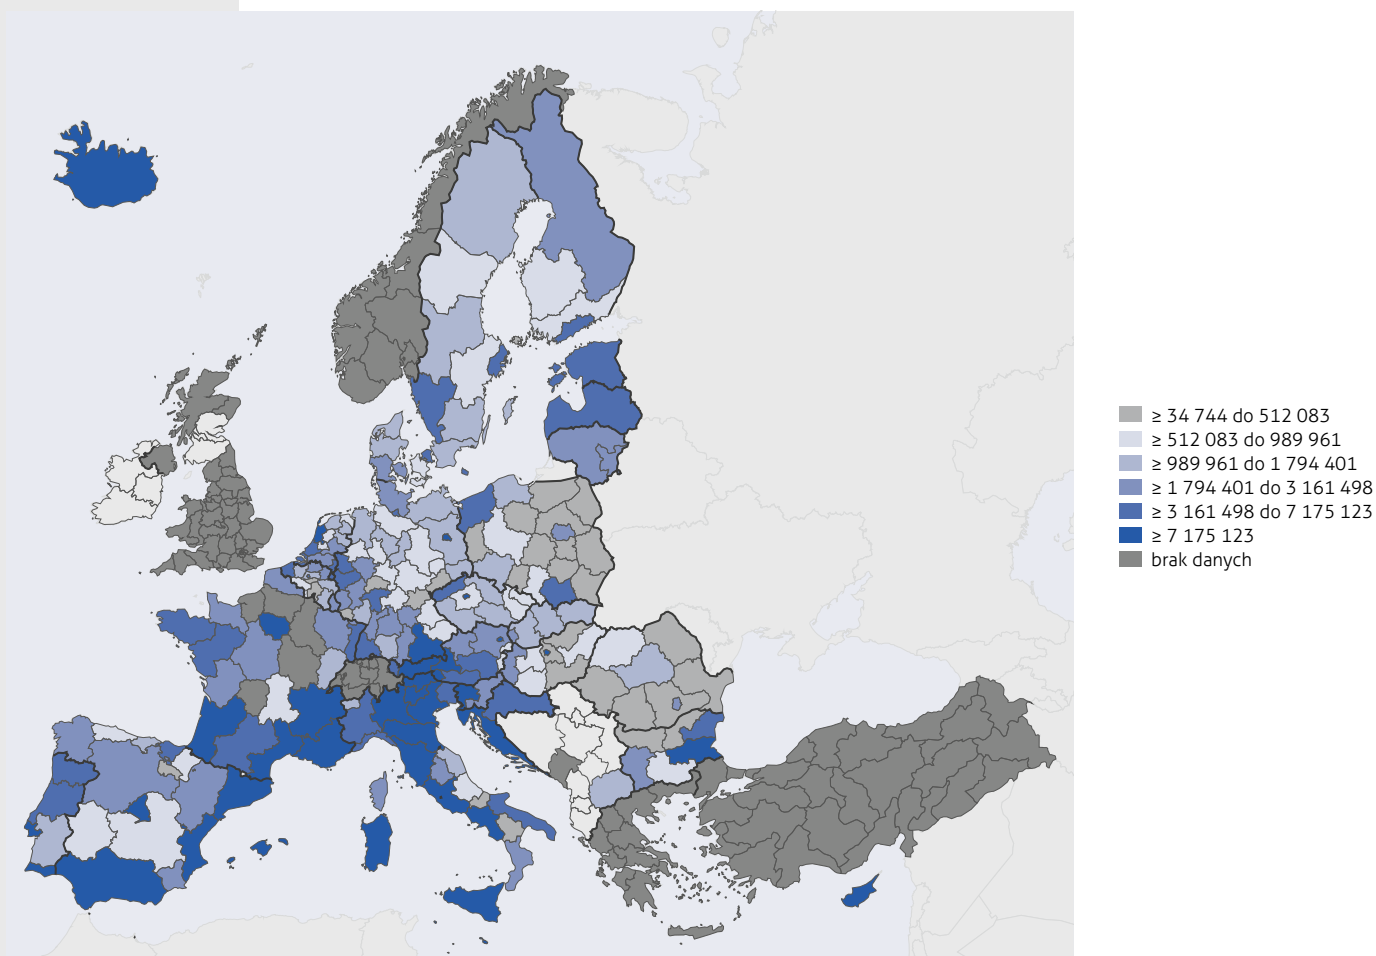 ≥ 34 744 do 512 083
≥ 512 083 do 989 961
≥ 989 961 do 1 794 401
≥ 1 794 401 do 3 161 498
≥ 3 161 498 do 7 175 123
≥ 7 175 123
brak danych